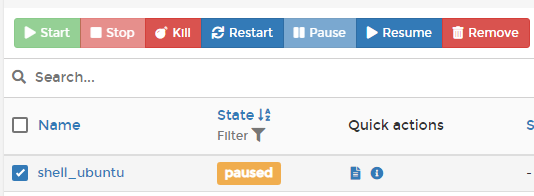 Start Stop Kill Restart Pause Resume Remove
Search...
Name State Filter Quick actions S
shell_ubuntu paused -